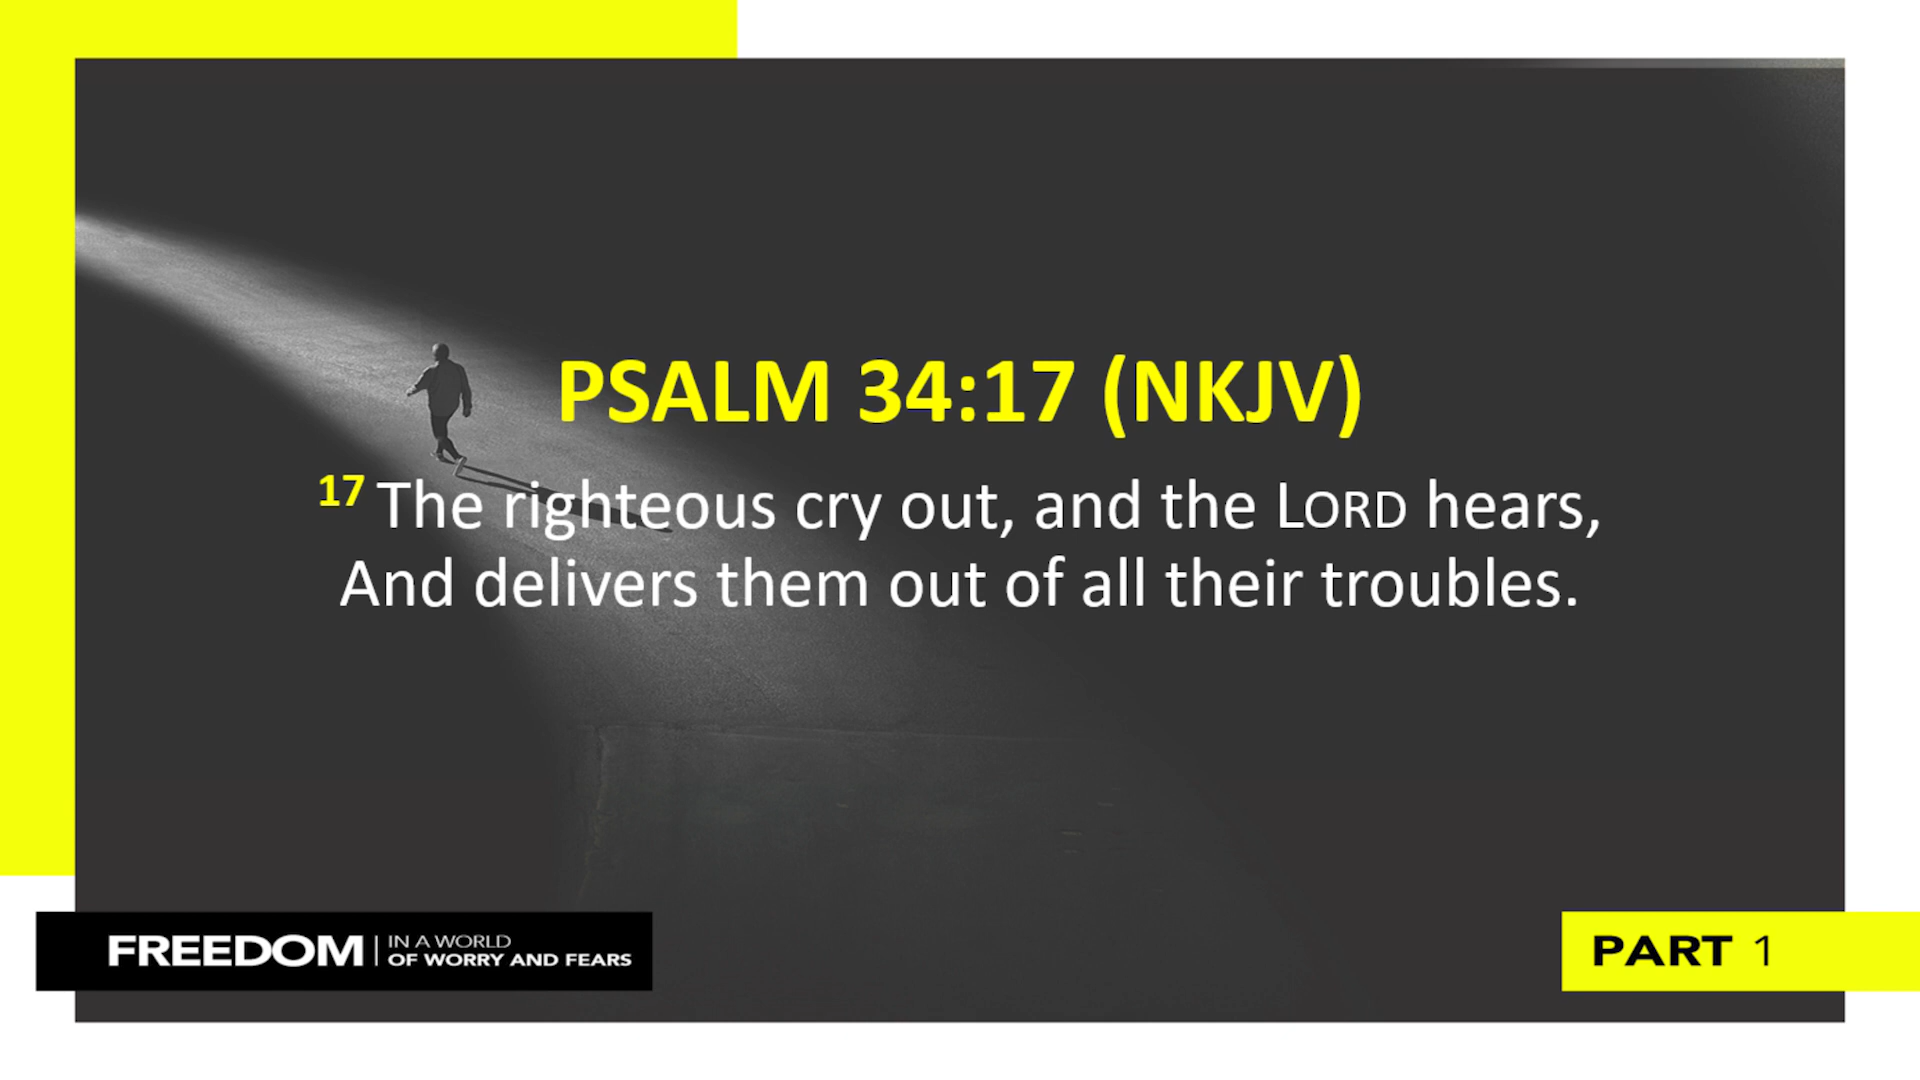 PSALM 34:17 (NKJV)
17 The righteous cry out, and the LORD hears,
And delivers them out of all their troubles.
FREEDOM | IN A WORLD
OF WORRY AND FEARS
PART 1